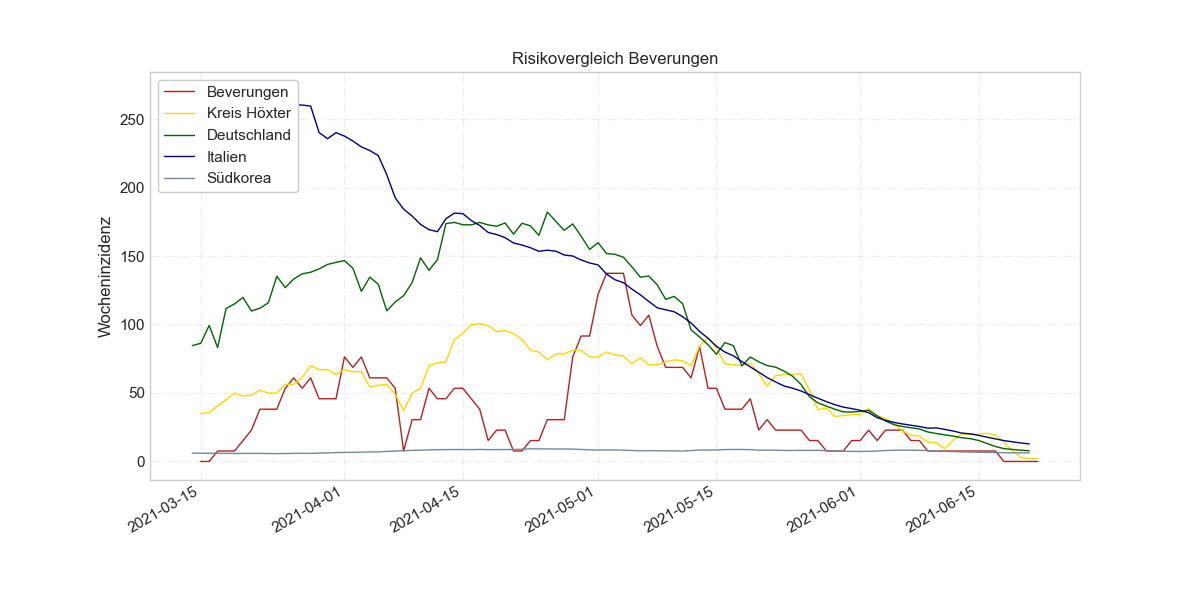 Risikovergleich Beverungen
Beverungen
Kreis Höxter
Deutschland
Italien
Südkorea
Wocheninzidenz
250
200
150
100
50
0
2021-03-15
2021-04-01
2021-04-15
2021-05-01
2021-05-15
2021-06-01
2021-06-15